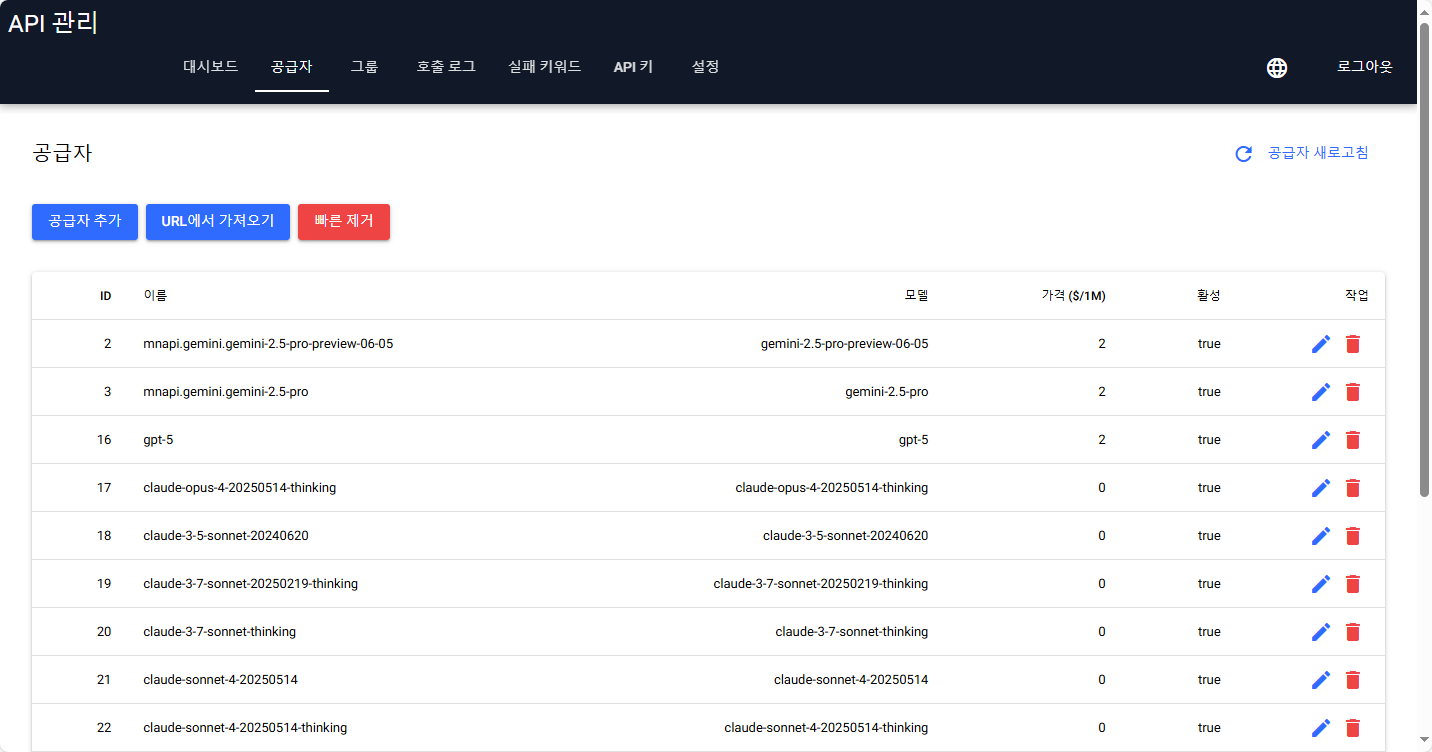 API 관리
대시보드 공급자 그룹 호출 로그 실패 키워드 API 키 설정 로그아웃
공급자 공급자 새로고침
공급자 추가 URL에서 가져오기 빠른 제거
ID 이름 모델 가격 ($/1M) 활성 작업
2 mnapi.gemini.gemini-2.5-pro-preview-06-05 gemini-2.5-pro-preview-06-05 2 true
3 mnapi.gemini.gemini-2.5-pro gemini-2.5-pro 2 true
16 gpt-5 gpt-5 2 true
17 claude-opus-4-20250514-thinking claude-opus-4-20250514-thinking 0 true
18 claude-3-5-sonnet-20240620 claude-3-5-sonnet-20240620 0 true
19 claude-3-7-sonnet-20250219-thinking claude-3-7-sonnet-20250219-thinking 0 true
20 claude-3-7-sonnet-thinking claude-3-7-sonnet-thinking 0 true
21 claude-sonnet-4-20250514 claude-sonnet-4-20250514 0 true
22 claude-sonnet-4-20250514-thinking claude-sonnet-4-20250514-thinking 0 true